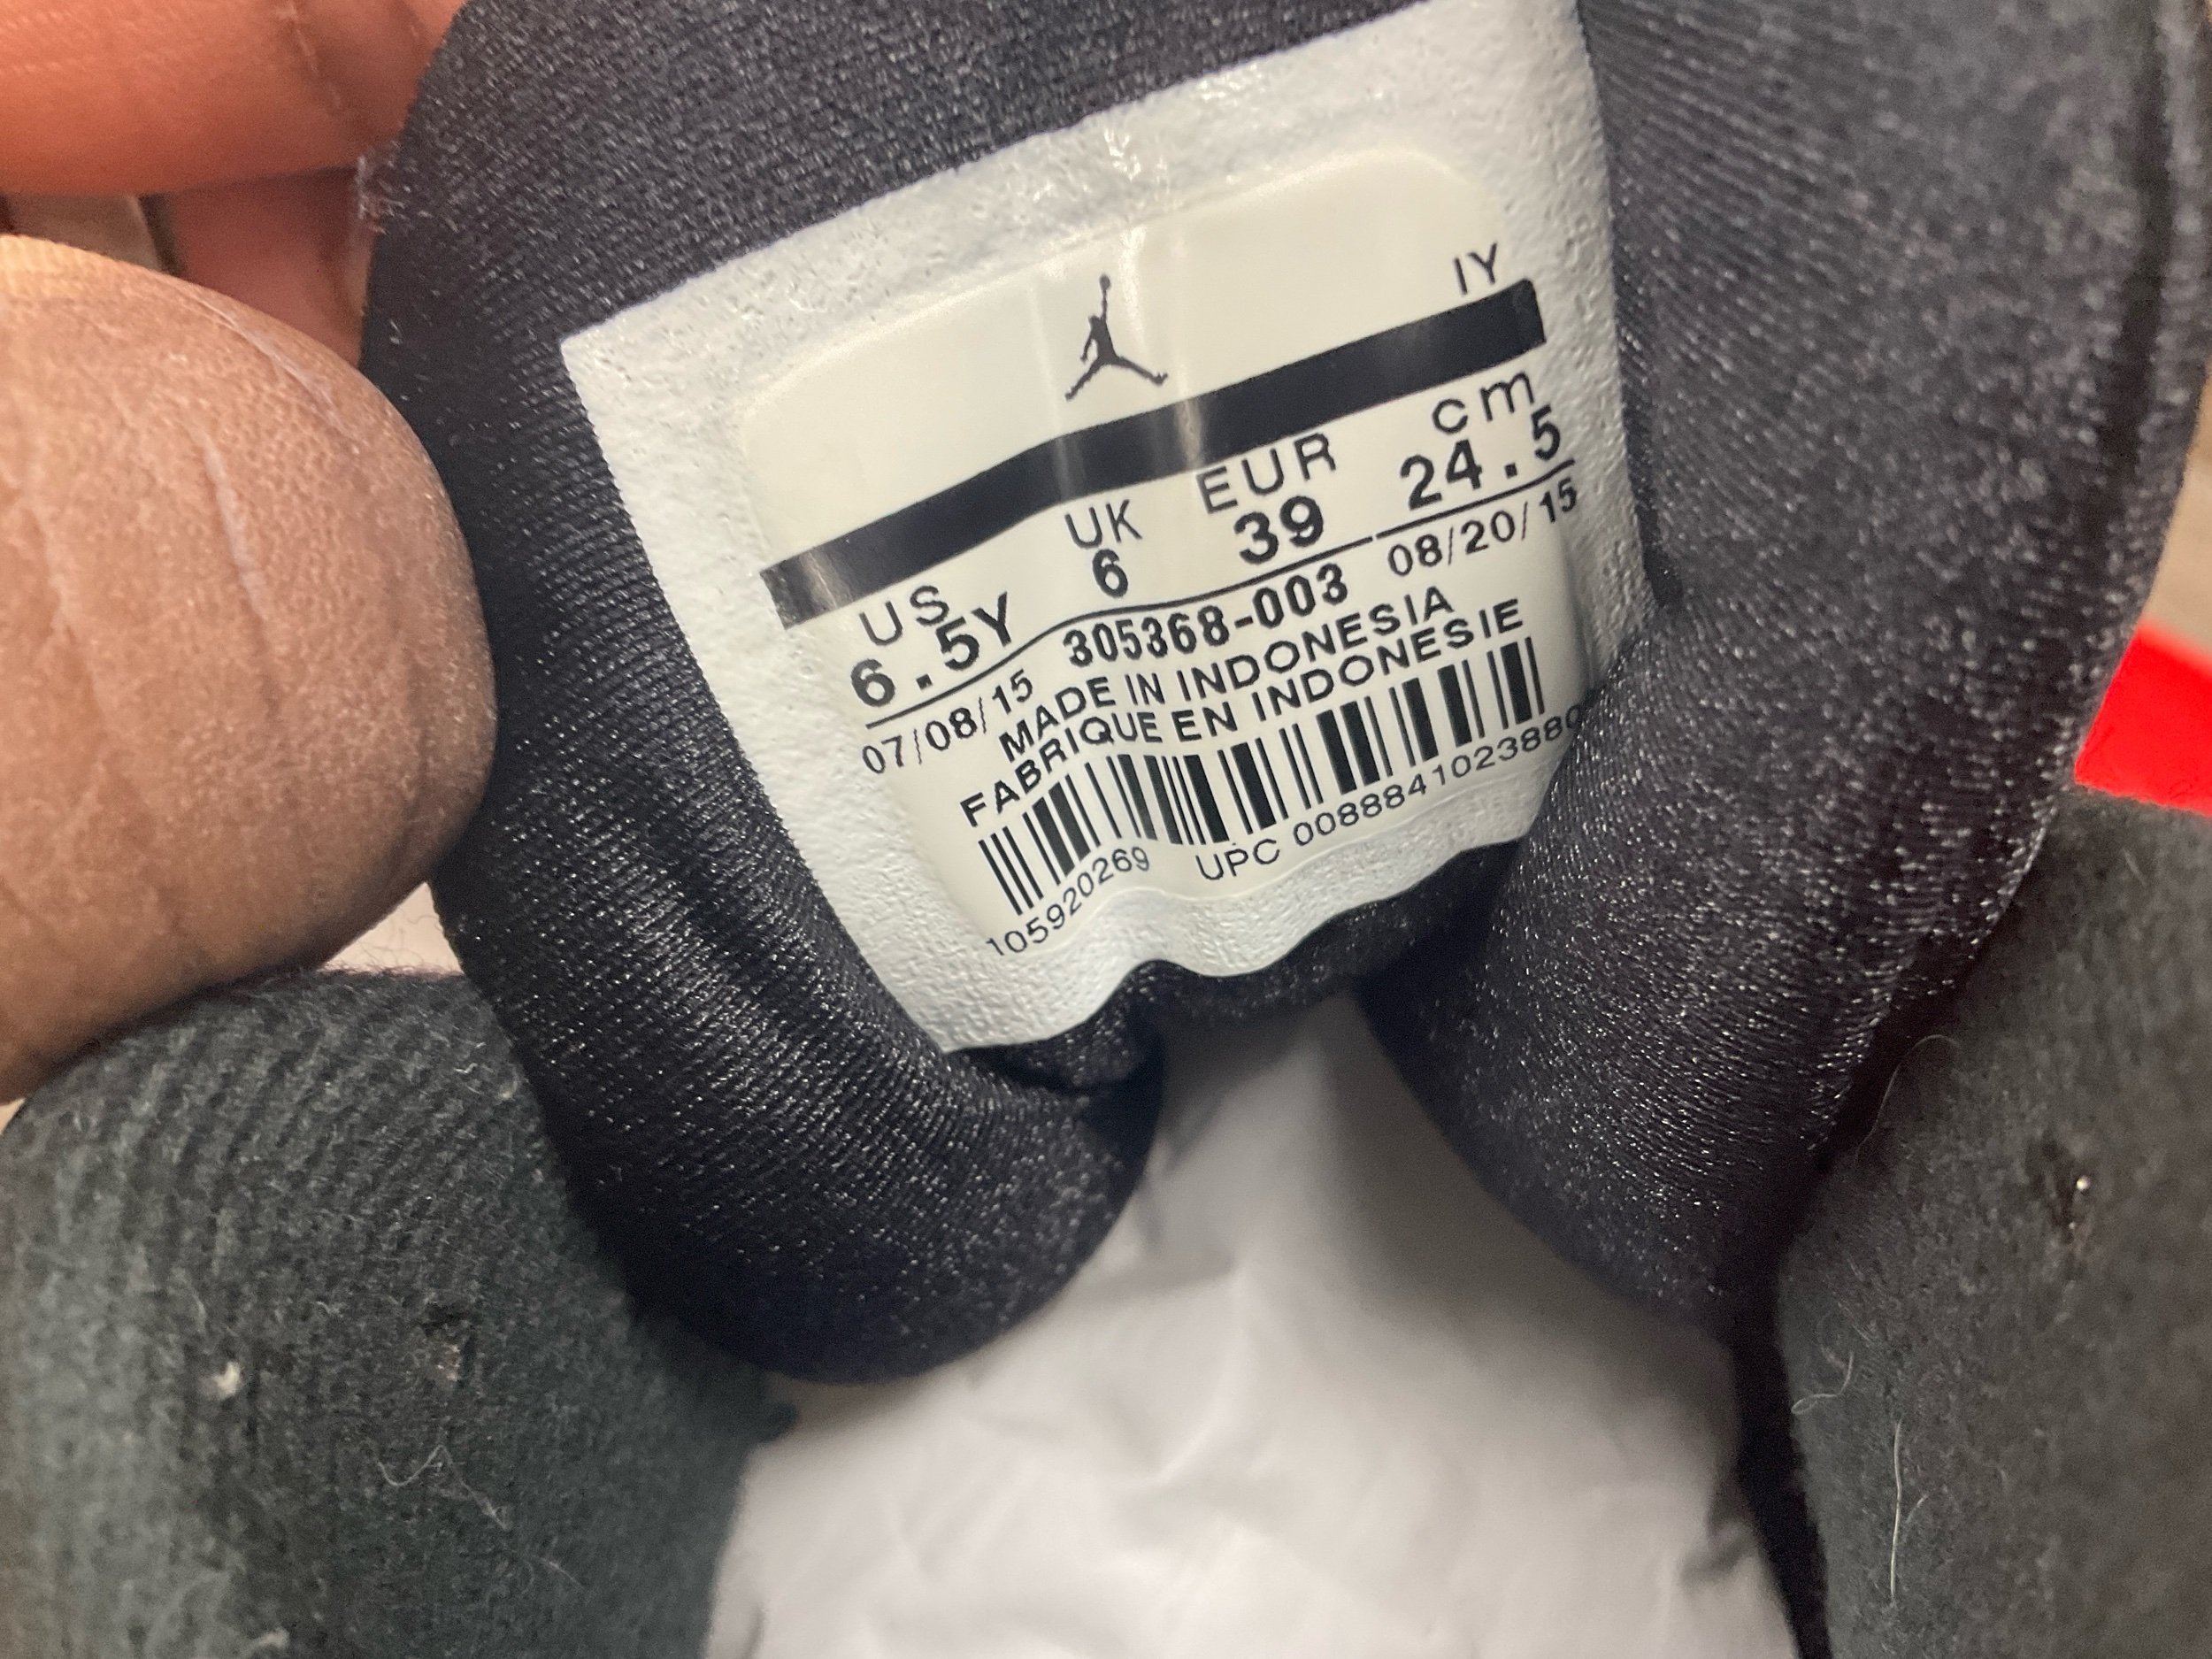 IY
US UK EUR cm
6.5Y 6 39 24.5
07/08/15 305368-003 08/20/15
MADE IN INDONESIA
FABRIQUE EN INDONESIE
105920269 UPC 00888410238800